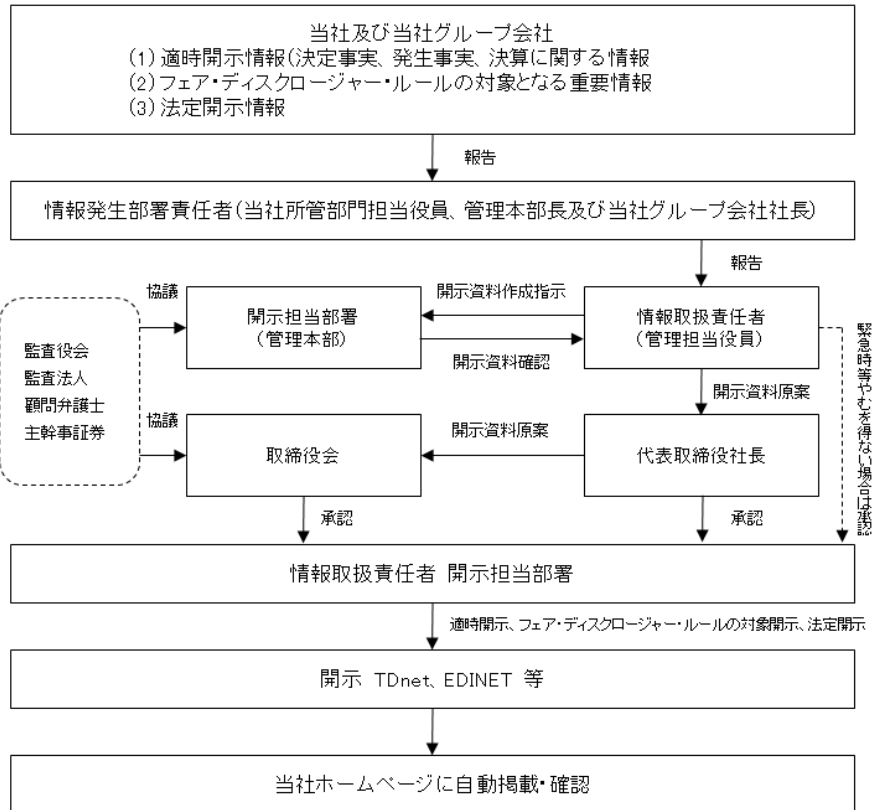 当社及び当社グループ会社
(1) 適時開示情報(決定事実、発生事実、決算に関する情報
(2) フェア・ディスクロージャー・ルールの対象となる重要情報
(3) 法定開示情報
報告
情報発生部署責任者(当社所管部門担当役員、管理本部長及び当社グループ会社社長)
報告
協議
開示担当部署
(管理本部)
開示資料作成指示
開示資料確認
情報取扱責任者
(管理担当役員)
監査役会
監査法人
顧問弁護士
主幹事証券
緊急時等やむを得ない場合は承認
開示資料原案
協議
取締役会
開示資料原案
代表取締役社長
承認
承認
情報取扱責任者 開示担当部署
適時開示、フェア・ディスクロージャー・ルールの対象開示、法定開示
開示 TDnet、EDINET 等
当社ホームページに自動掲載・確認